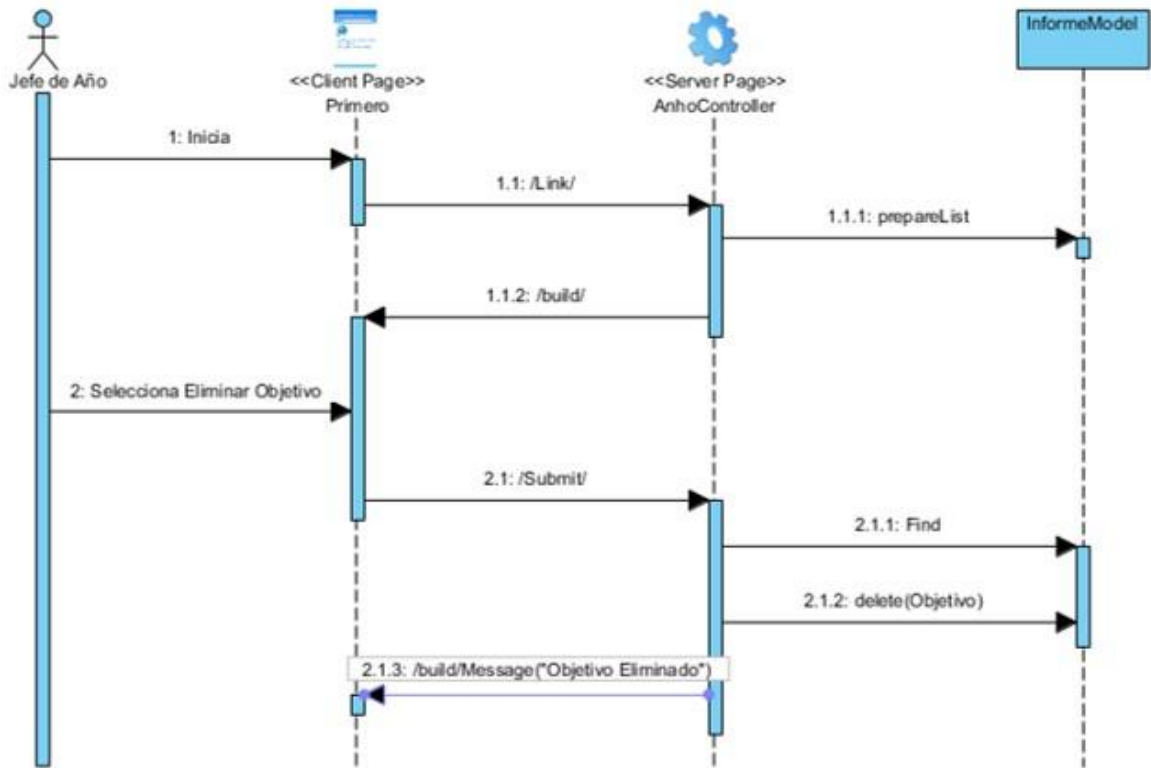 InformeModel
Jefe de Año
<<Client Page>>
Primero
<<Server Page>>
AnhoController
1: Inicia
1.1: /Link/
1.1.1: prepareList
1.1.2: /build/
2: Selecciona Eliminar Objetivo
2.1: /Submit/
2.1.1: Find
2.1.2: delete(Objetivo)
2.1.3: /build/Message("Objetivo Eliminado")